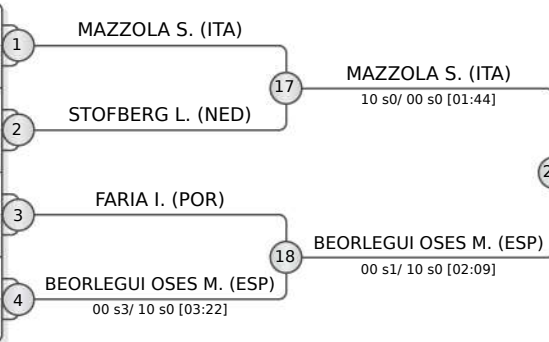 MAZZOLA S. (ITA)
1
17
MAZZOLA S. (ITA)
10 s0/ 00 s0 [01:44]
STOFBERG L. (NED)
2
FARIA I. (POR)
3
18
BEORLEGUI OSES M. (ESP)
00 s1/ 10 s0 [02:09]
BEORLEGUI OSES M. (ESP)
4
00 s3/ 10 s0 [03:22]